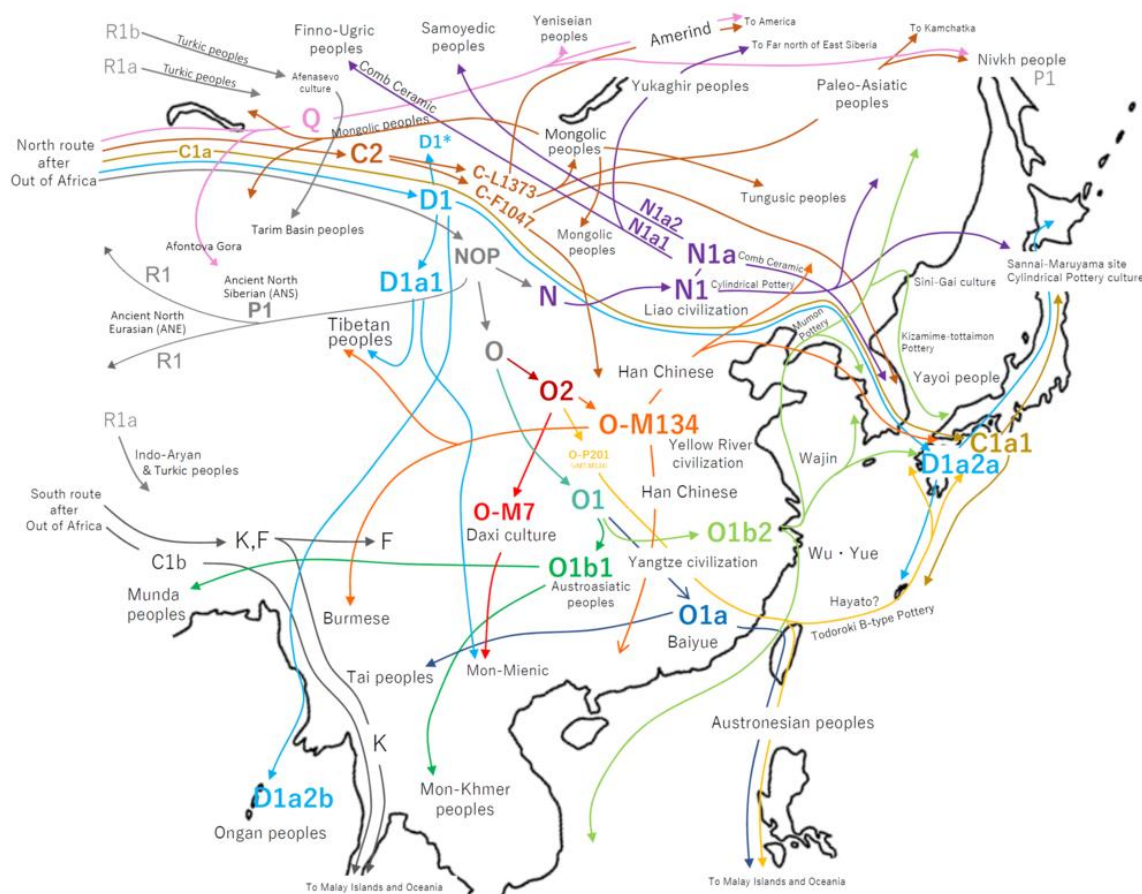 R1b
Turkic peoples
R1a
Turkic peoples
Finno-Ugric
peoples
Samoyedic
peoples
Yeniseian
peoples
Amerind
To America
To Kamchatka
To Far north of East Siberia
Nivkh people
P1
Afenasevo
culture
Comb Ceramic
Yukaghir peoples
Paleo-Asiatic
peoples
Q
Mongolic peoples
North route
after
Out of Africa
C1a
C2
D1*
C-L1373
C-F1047
Mongolic
peoples
Tungusic peoples
D1
Tarim Basin peoples
Mongolic
peoples
N1a2
N1a1
N1a
Comb Ceramic
Afontova Gora
NOP
D1a1
N
N1
Cylindrical Pottery
Liao civilization
Sannai-Maruyama site
Cylindrical Pottery culture
Sini-Gai culture
R1
Ancient North
Siberian (ANS)
P1
Ancient North
Eurasian (ANE)
R1
Tibetan
peoples
Mumon
Pottery
Kizamime-tottaimon
Pottery
O
O2
Han Chinese
Yayoi people
R1a
Indo-Aryan
& Turkic peoples
O-M134
O-P201
Yellow River
civilization
Wajin
C1a1
D1a2a
South route
after
Out of Africa
O-M7
Daxi culture
O1
Han Chinese
K,F
F
C1b
O1b2
Wu・Yue
Munda
peoples
O1b1
Austroasiatic
peoples
Yangtze civilization
Burmese
O1a
Baiyue
Hayato?
Todoroki B-type Pottery
Tai peoples
Mon-Mienic
K
Austronesian peoples
D1a2b
Ongan peoples
Mon-Khmer
peoples
To Malay Islands and Oceania
To Malay Islands and Oceania